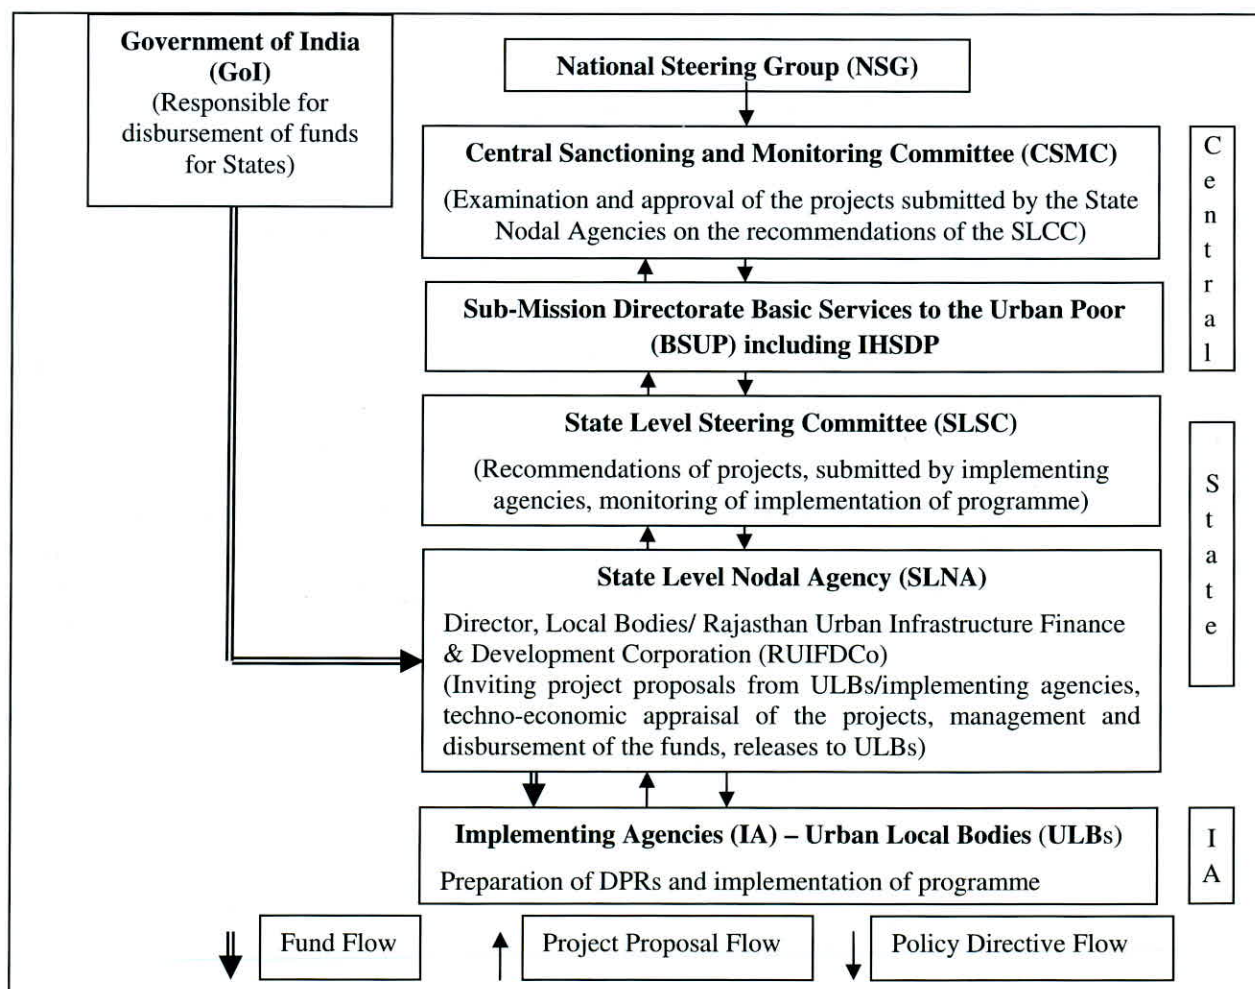 Government of India
(GoI)
(Responsible for
disbursement of funds
for States)
National Steering Group (NSG)
Central Sanctioning and Monitoring Committee (CSMC)
(Examination and approval of the projects submitted by the State
Nodal Agencies on the recommendations of the SLCC)
Sub-Mission Directorate Basic Services to the Urban Poor
(BSUP) including IHSDP
State Level Steering Committee (SLSC)
(Recommendations of projects, submitted by implementing
agencies, monitoring of implementation of programme)
State Level Nodal Agency (SLNA)
Director, Local Bodies/ Rajasthan Urban Infrastructure Finance
& Development Corporation (RUIFDCo)
(Inviting project proposals from ULBs/implementing agencies,
techno-economic appraisal of the projects, management and
disbursement of the funds, releases to ULBs)
Implementing Agencies (IA) – Urban Local Bodies (ULBs)
Preparation of DPRs and implementation of programme
Central
State
IA
Fund Flow
Project Proposal Flow
Policy Directive Flow